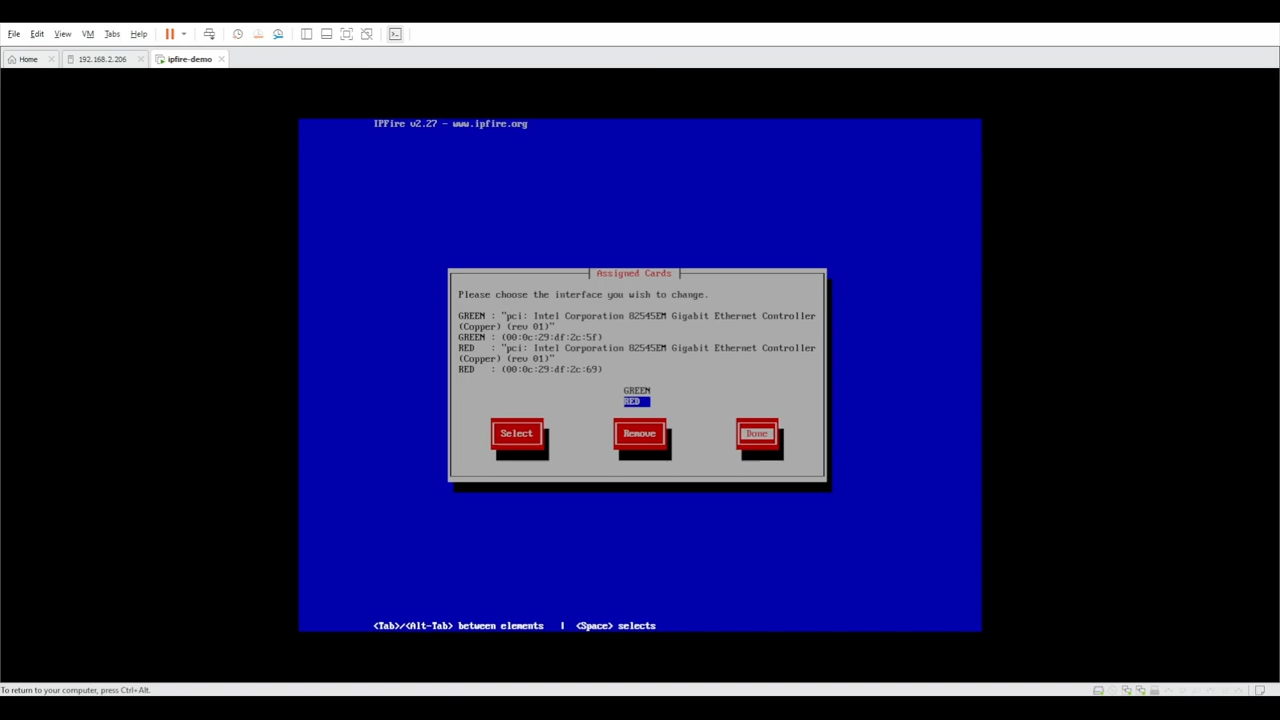 File Edit View VM Tabs Help
Home 192.168.2.206 ipfire-demo
IPFire v2.27 - www.ipfire.org
Assigned Cards
Please choose the interface you wish to change.
GREEN : "pci: Intel Corporation 82545EM Gigabit Ethernet Controller
(Copper) (rev 01)"
GREEN : (00:0c:29:df:2c:5f)
RED : "pci: Intel Corporation 82545EM Gigabit Ethernet Controller
(Copper) (rev 01)"
RED : (00:0c:29:df:2c:69)
GREEN
RED
Select Remove Done
<Tab>/<Alt-Tab> between elements | <Space> selects
To return to your computer, press Ctrl+Alt.